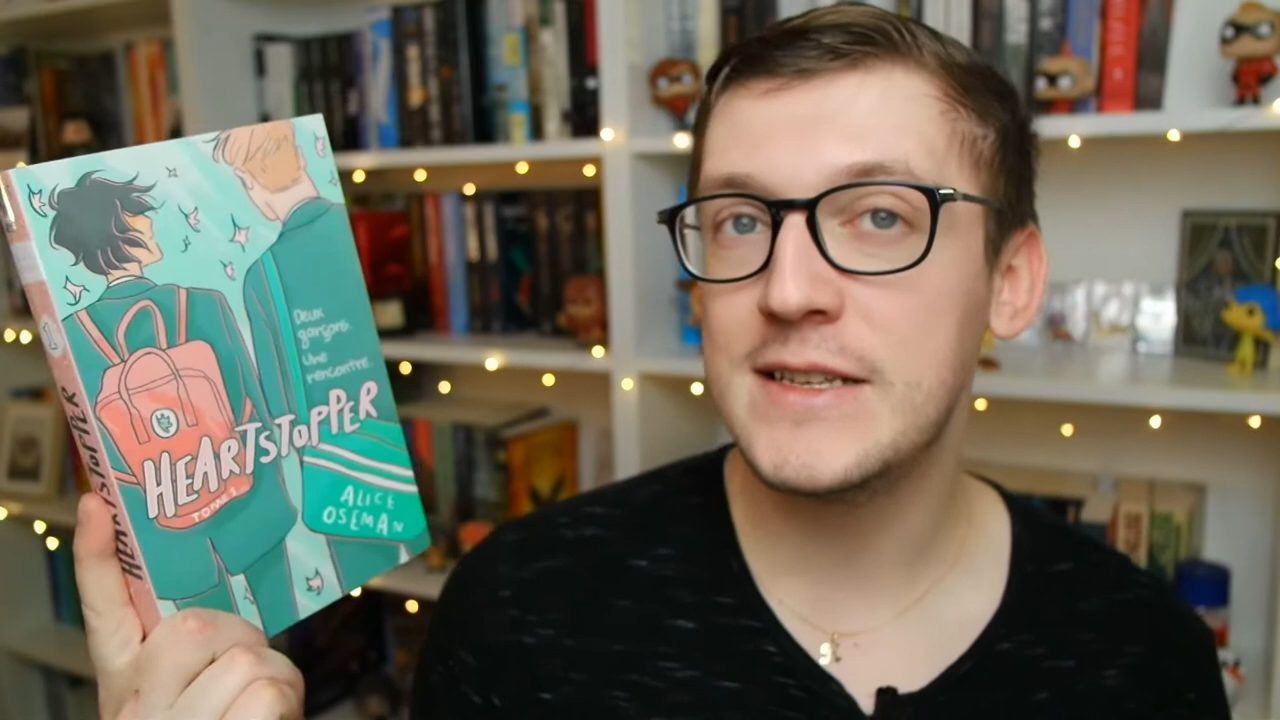 Deux
garçons.
Une
rencontre.
HEARTSTOPPER
TOME 1
ALICE
OSEMAN
1
HEARTSTOPPER